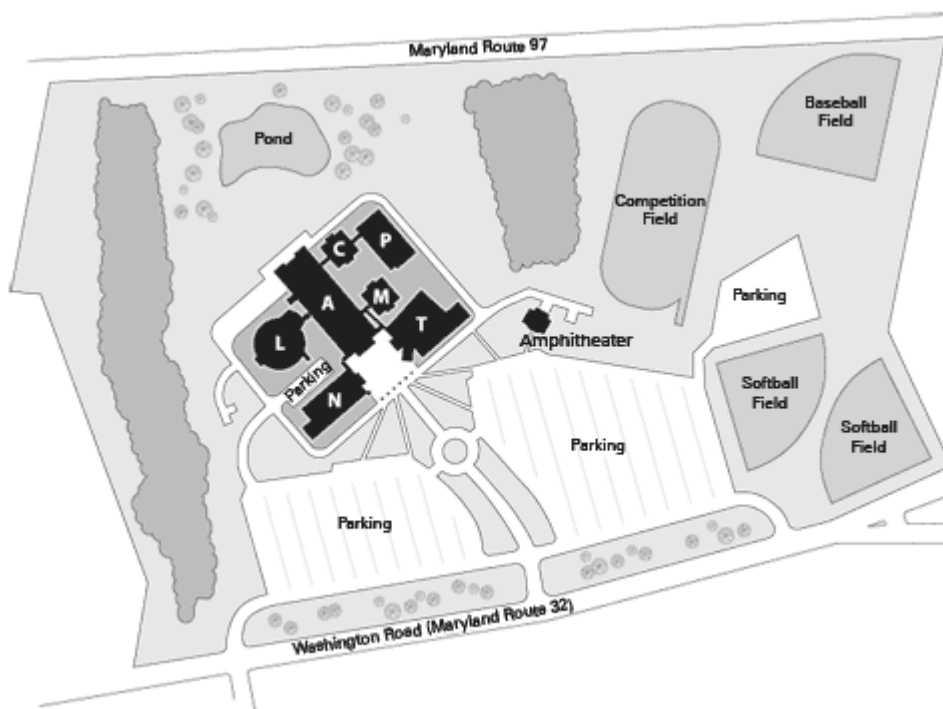 Maryland Route 97
Baseball
Field
Pond
Competition
Field
C
P
M
A
T
L
N
Parking
Parking
Amphitheater
Softball
Field
Softball
Field
Parking
Parking
Washington Road (Maryland Route 32)